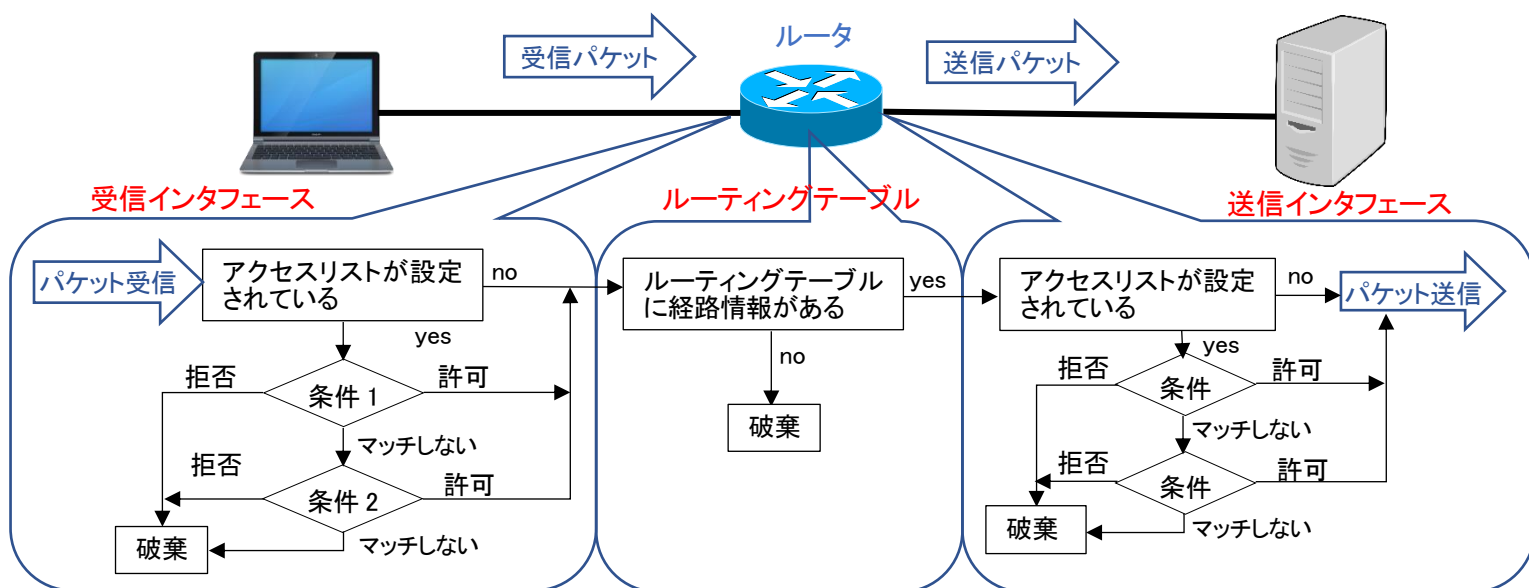 受信パケット
ルータ
送信パケット
受信インタフェース
ルーティングテーブル
送信インタフェース
パケット受信
アクセスリストが設定
されている
no
yes
拒否
条件 1
許可
マッチしない
拒否
条件 2
許可
マッチしない
破棄
ルーティングテーブル
に経路情報がある
yes
no
破棄
アクセスリストが設定
されている
no
パケット送信
yes
拒否
条件
許可
マッチしない
拒否
条件
許可
マッチしない
破棄